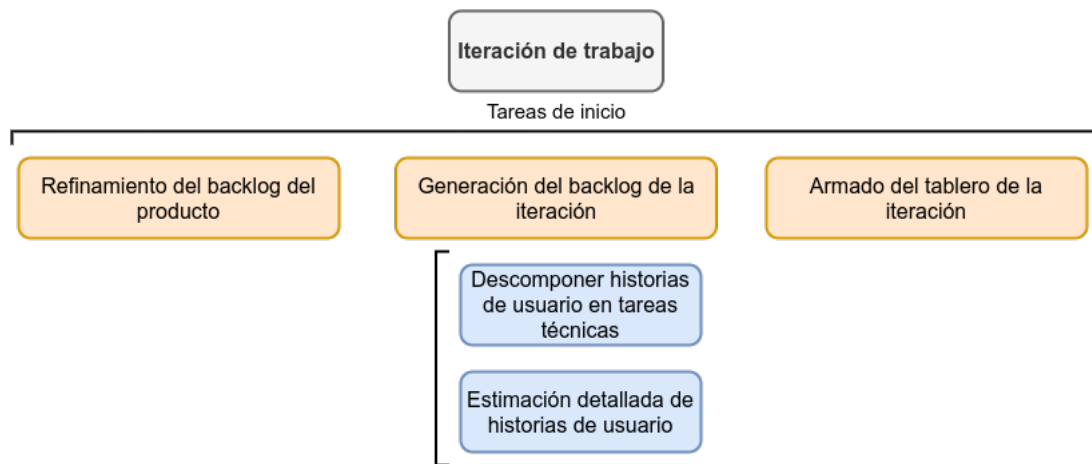 Iteración de trabajo
Tareas de inicio
Refinamiento del backlog del
producto
Generación del backlog de la
iteración
Armado del tablero de la
iteración
Descomponer historias
de usuario en tareas
técnicas
Estimación detallada de
historias de usuario